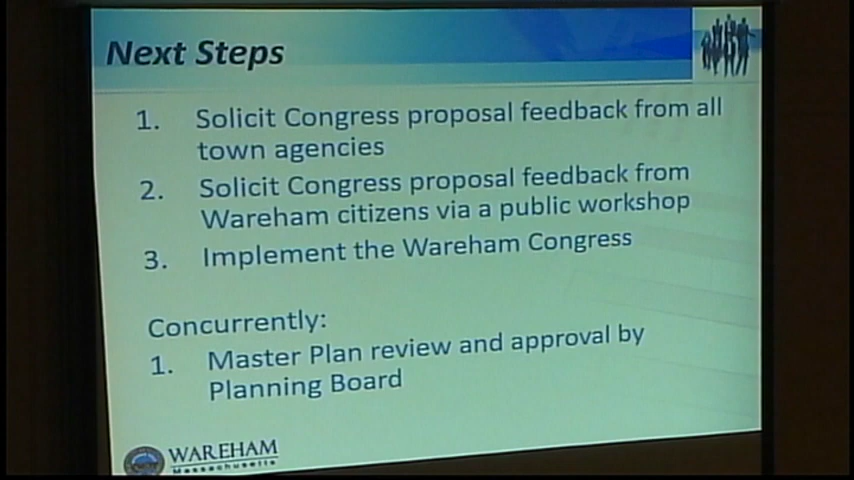 Next Steps
1. Solicit Congress proposal feedback from all
town agencies
2. Solicit Congress proposal feedback from
Wareham citizens via a public workshop
3. Implement the Wareham Congress
Concurrently:
1. Master Plan review and approval by
Planning Board
WAREHAM
Massachusetts